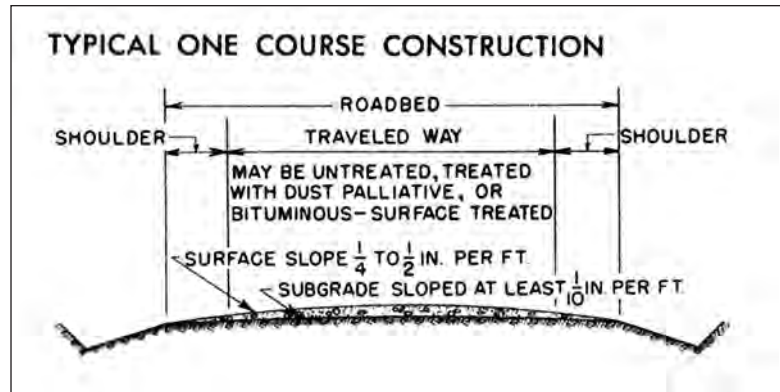 TYPICAL ONE COURSE CONSTRUCTION
ROADBED
SHOULDER
TRAVELED WAY
SHOULDER
MAY BE UNTREATED, TREATED
WITH DUST PALLIATIVE, OR
BITUMINOUS-SURFACE TREATED
SURFACE SLOPE 1/4 TO 1/2 IN. PER FT.
SUBGRADE SLOPED AT LEAST 1/10 IN. PER FT.